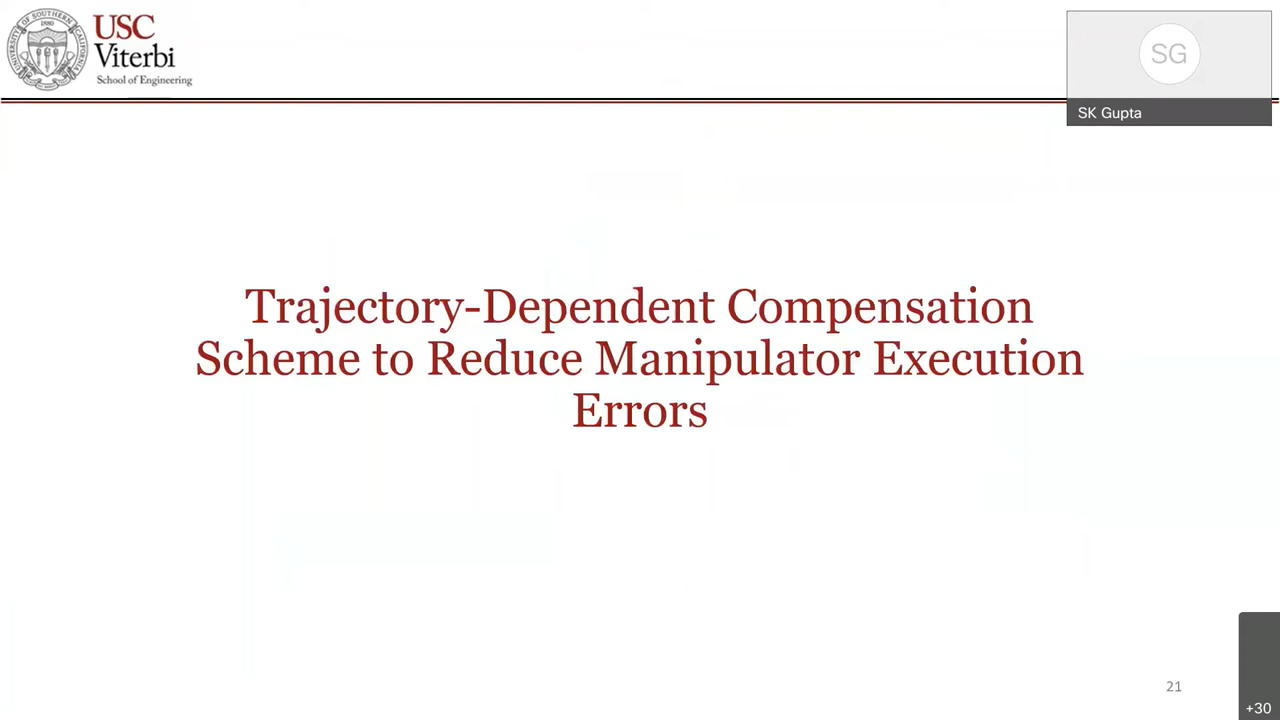 USC
Viterbi
School of Engineering
SG
SK Gupta
Trajectory-Dependent Compensation
Scheme to Reduce Manipulator Execution
Errors
21
+30